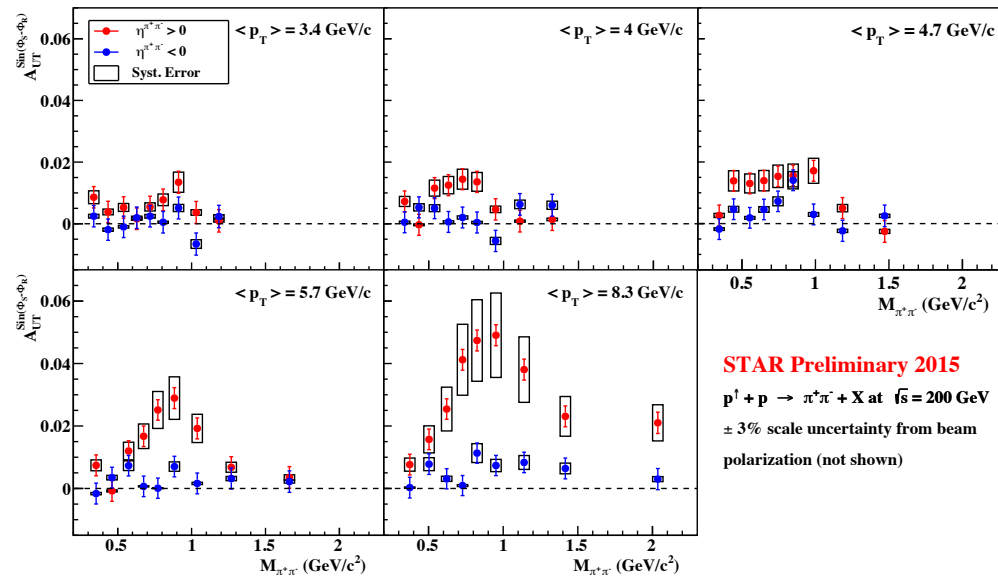 A_UT^Sin(Φ_S-Φ_R)
η^π⁺π⁻ > 0
η^π⁺π⁻ < 0
Syst. Error
< p_T > = 3.4 GeV/c
< p_T > = 4 GeV/c
< p_T > = 4.7 GeV/c
0.06
0.04
0.02
0
0.5 1 1.5 2
M_π⁺π⁻ (GeV/c²)
A_UT^Sin(Φ_S-Φ_R)
< p_T > = 5.7 GeV/c
< p_T > = 8.3 GeV/c
0.06
0.04
0.02
0
0.5 1 1.5 2
M_π⁺π⁻ (GeV/c²)
0.5 1 1.5 2
M_π⁺π⁻ (GeV/c²)
STAR Preliminary 2015
p↑ + p → π⁺π⁻ + X at √s = 200 GeV
± 3% scale uncertainty from beam
polarization (not shown)